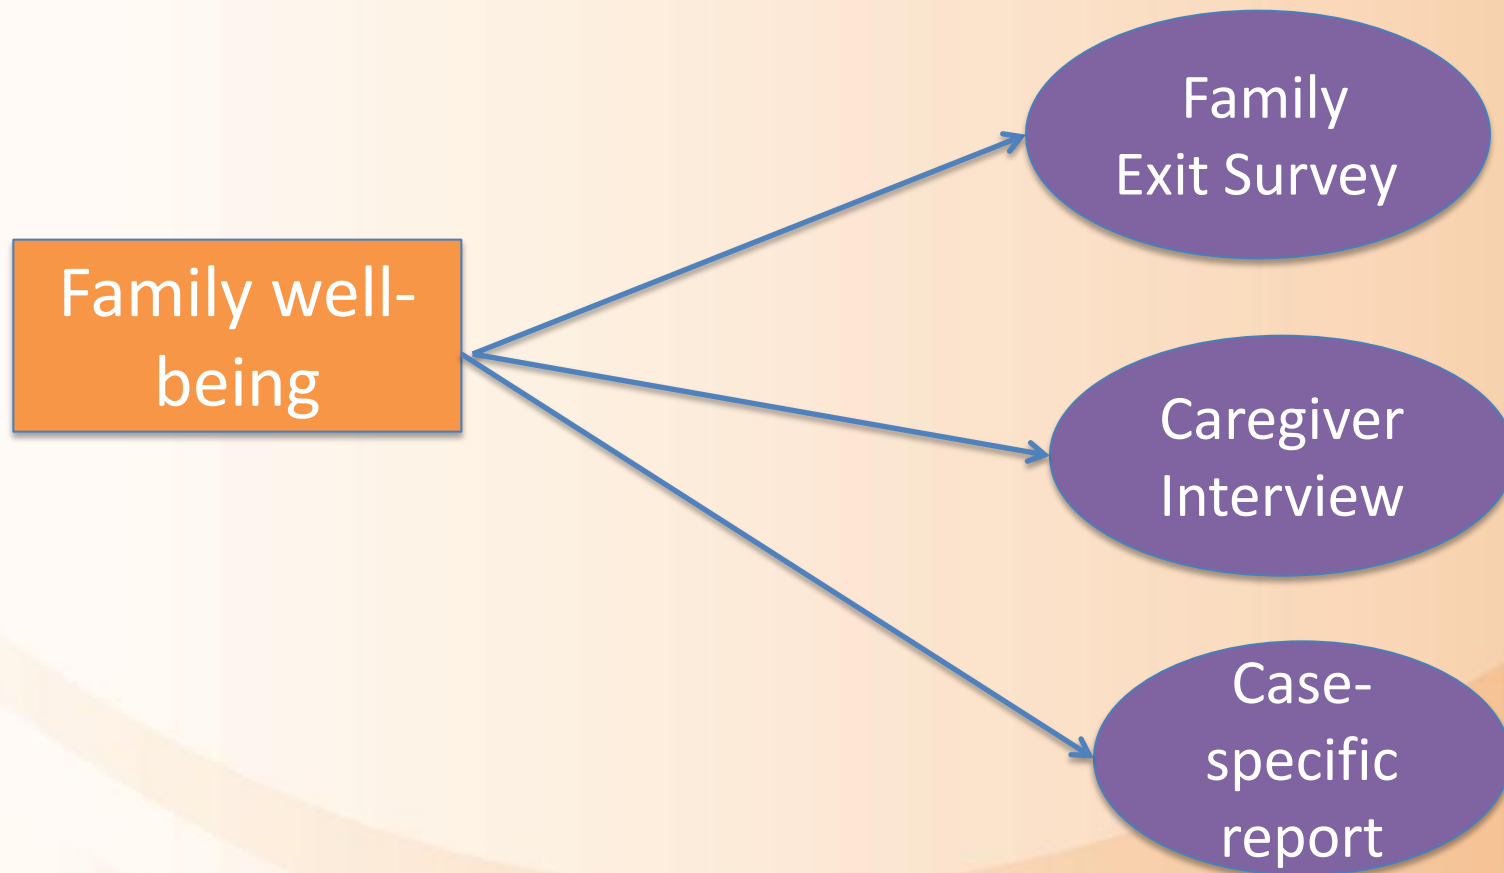 Family
Exit Survey
Family well-
being
Caregiver
Interview
Case-
specific
report